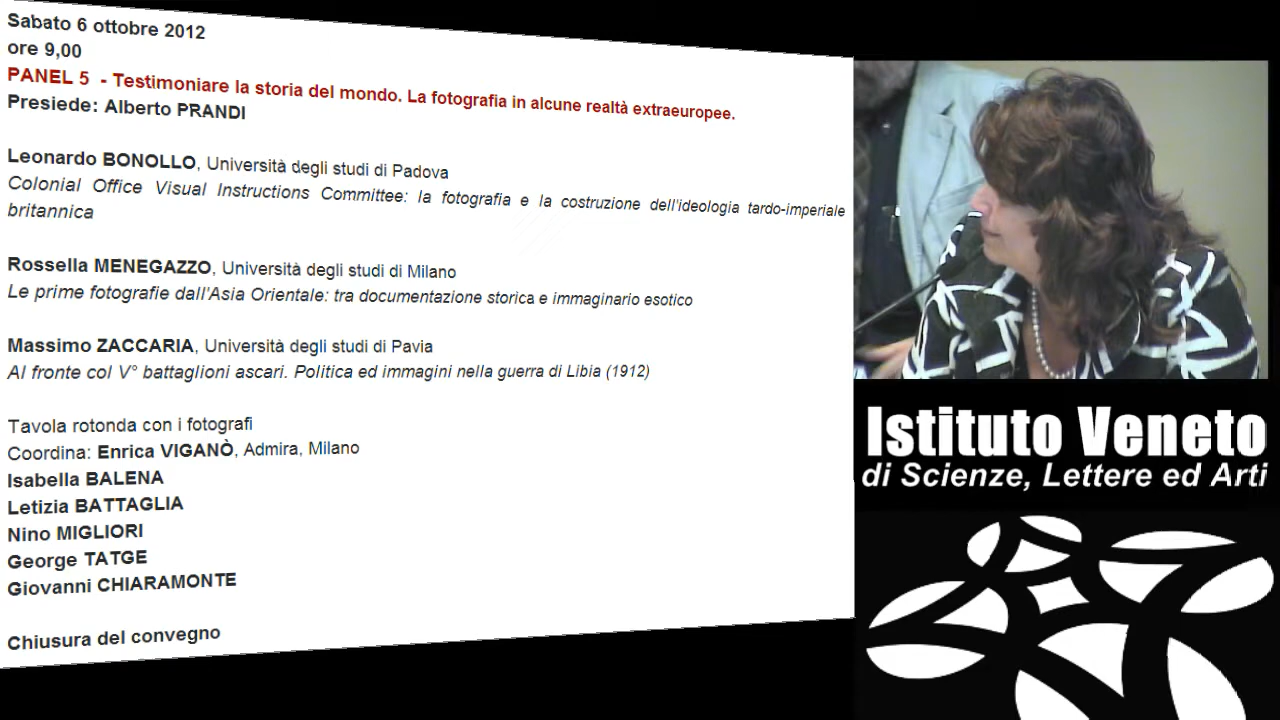 Sabato 6 ottobre 2012
ore 9,00
PANEL 5 - Testimoniare la storia del mondo. La fotografia in alcune realtà extraeuropee.
Presiede: Alberto PRANDI
Leonardo BONOLLO, Università degli studi di Padova
Colonial Office Visual Instructions Committee: la fotografia e la costruzione dell'ideologia tardo-imperiale
britannica
Rossella MENEGAZZO, Università degli studi di Milano
Le prime fotografie dall'Asia Orientale: tra documentazione storica e immaginario esotico
Massimo ZACCARIA, Università degli studi di Pavia
Al fronte col V° battaglioni ascari. Politica ed immagini nella guerra di Libia (1912)
Tavola rotonda con i fotografi
Coordina: Enrica VIGANÒ, Admira, Milano
Isabella BALENA
Letizia BATTAGLIA
Nino MIGLIORI
George TATGE
Giovanni CHIARAMONTE
Chiusura del convegno
Istituto Veneto
di Scienze, Lettere ed Arti